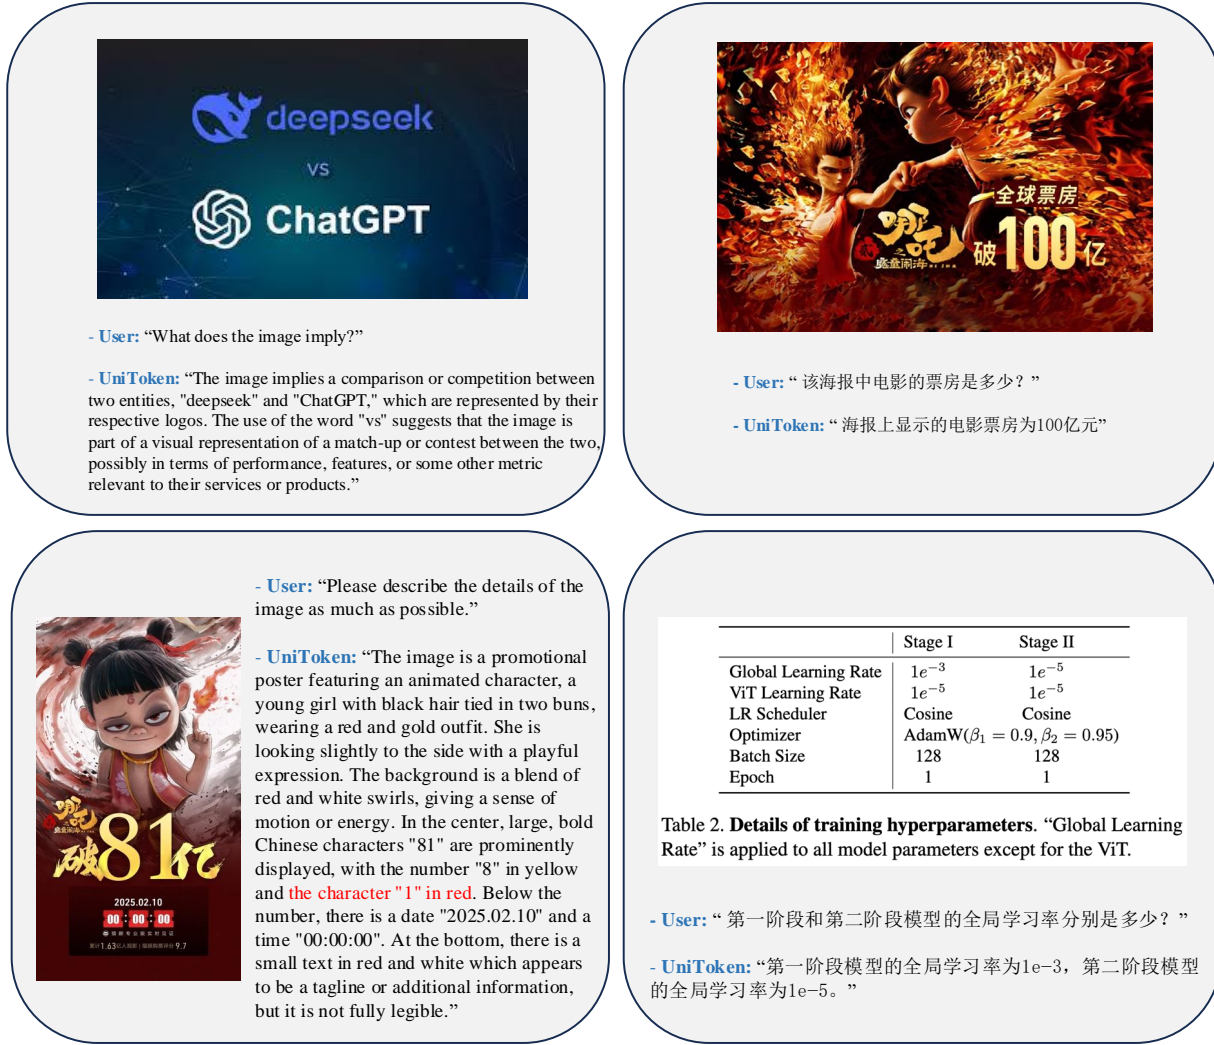 deepseek
vs
ChatGPT
- User: “What does the image imply?”
- UniToken: “The image implies a comparison or competition between
two entities, "deepseek" and "ChatGPT," which are represented by their
respective logos. The use of the word "vs" suggests that the image is
part of a visual representation of a match-up or contest between the two,
possibly in terms of performance, features, or some other metric
relevant to their services or products.”
全球票房
哪吒
之
魔童闹海
破100亿
- User: “ 该海报中电影的票房是多少？”
- UniToken: “ 海报上显示的电影票房为100亿元”
哪吒
之
魔童闹海
破81亿
2025.02.10
00:00:00
累计1.63亿人观影 | 猫眼购票评分 9.7
- User: “Please describe the details of the
image as much as possible.”
- UniToken: “The image is a promotional
poster featuring an animated character, a
young girl with black hair tied in two buns,
wearing a red and gold outfit. She is
looking slightly to the side with a playful
expression. The background is a blend of
red and white swirls, giving a sense of
motion or energy. In the center, large, bold
Chinese characters "81" are prominently
displayed, with the number "8" in yellow
and the character "1" in red. Below the
number, there is a date "2025.02.10" and a
time "00:00:00". At the bottom, there is a
small text in red and white which appears
to be a tagline or additional information,
but it is not fully legible.”
Stage I Stage II
Global Learning Rate 1e⁻³ 1e⁻⁵
ViT Learning Rate 1e⁻⁵ 1e⁻⁵
LR Scheduler Cosine Cosine
Optimizer AdamW(β₁ = 0.9, β₂ = 0.95)
Batch Size 128 128
Epoch 1 1
Table 2. Details of training hyperparameters. “Global Learning
Rate” is applied to all model parameters except for the ViT.
- User: “ 第一阶段和第二阶段模型的全局学习率分别是多少？”
- UniToken: “第一阶段模型的全局学习率为1e-3，第二阶段模型
的全局学习率为1e-5。”